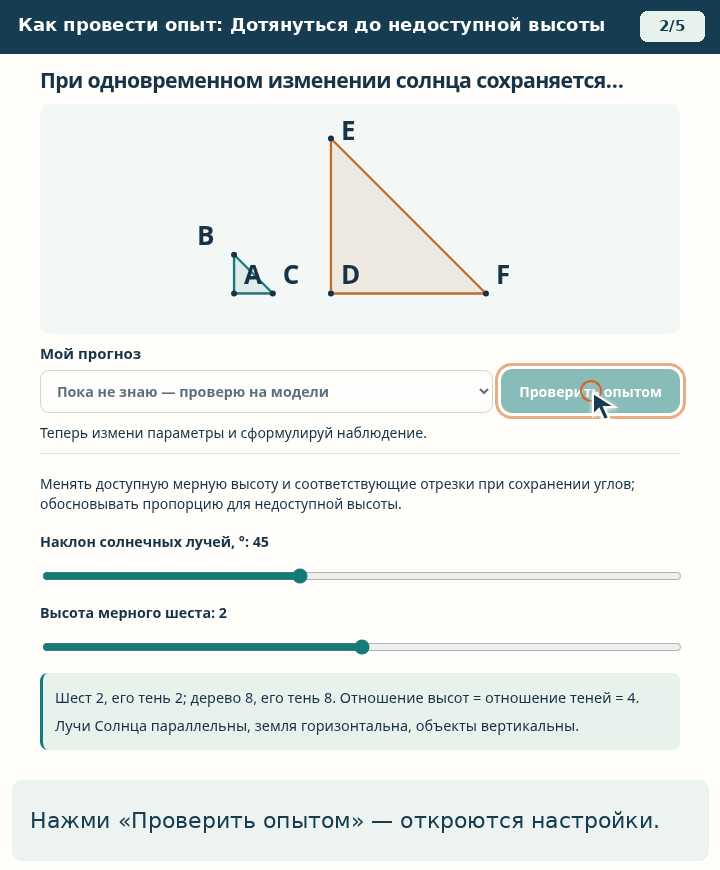 Как провести опыт: Дотянуться до недоступной высоты
2/5
При одновременном изменении солнца сохраняется…
E
B
A
C
D
F
Мой прогноз
Пока не знаю — проверю на модели
Проверить опытом
Теперь измени параметры и сформулируй наблюдение.
Менять доступную мерную высоту и соответствующие отрезки при сохранении углов;
обосновывать пропорцию для недоступной высоты.
Наклон солнечных лучей, °: 45
Высота мерного шеста: 2
Шест 2, его тень 2; дерево 8, его тень 8. Отношение высот = отношение теней = 4.
Лучи Солнца параллельны, земля горизонтальна, объекты вертикальны.
Нажми «Проверить опытом» — откроются настройки.